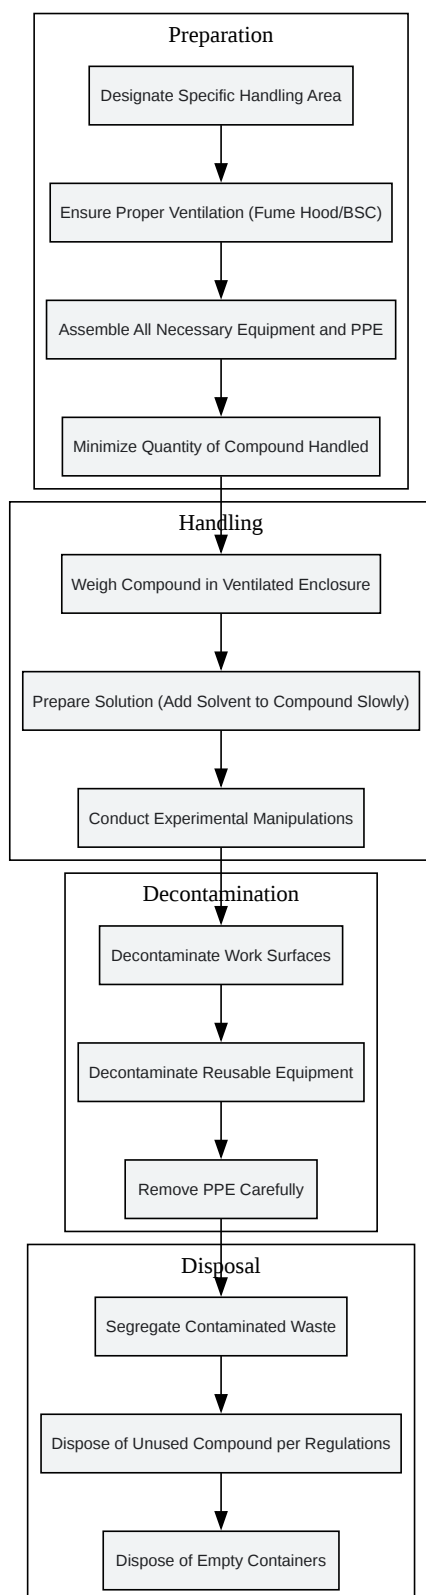 Preparation
Designate Specific Handling Area
Ensure Proper Ventilation (Fume Hood/BSC)
Assemble All Necessary Equipment and PPE
Minimize Quantity of Compound Handled
Handling
Weigh Compound in Ventilated Enclosure
Prepare Solution (Add Solvent to Compound Slowly)
Conduct Experimental Manipulations
Decontamination
Decontaminate Work Surfaces
Decontaminate Reusable Equipment
Remove PPE Carefully
Disposal
Segregate Contaminated Waste
Dispose of Unused Compound per Regulations
Dispose of Empty Containers